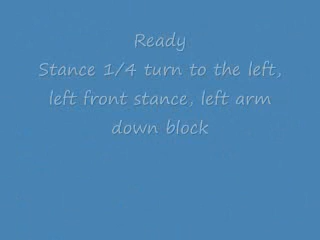 Ready
Stance 1/4 turn to the left,
left front stance, left arm
down block